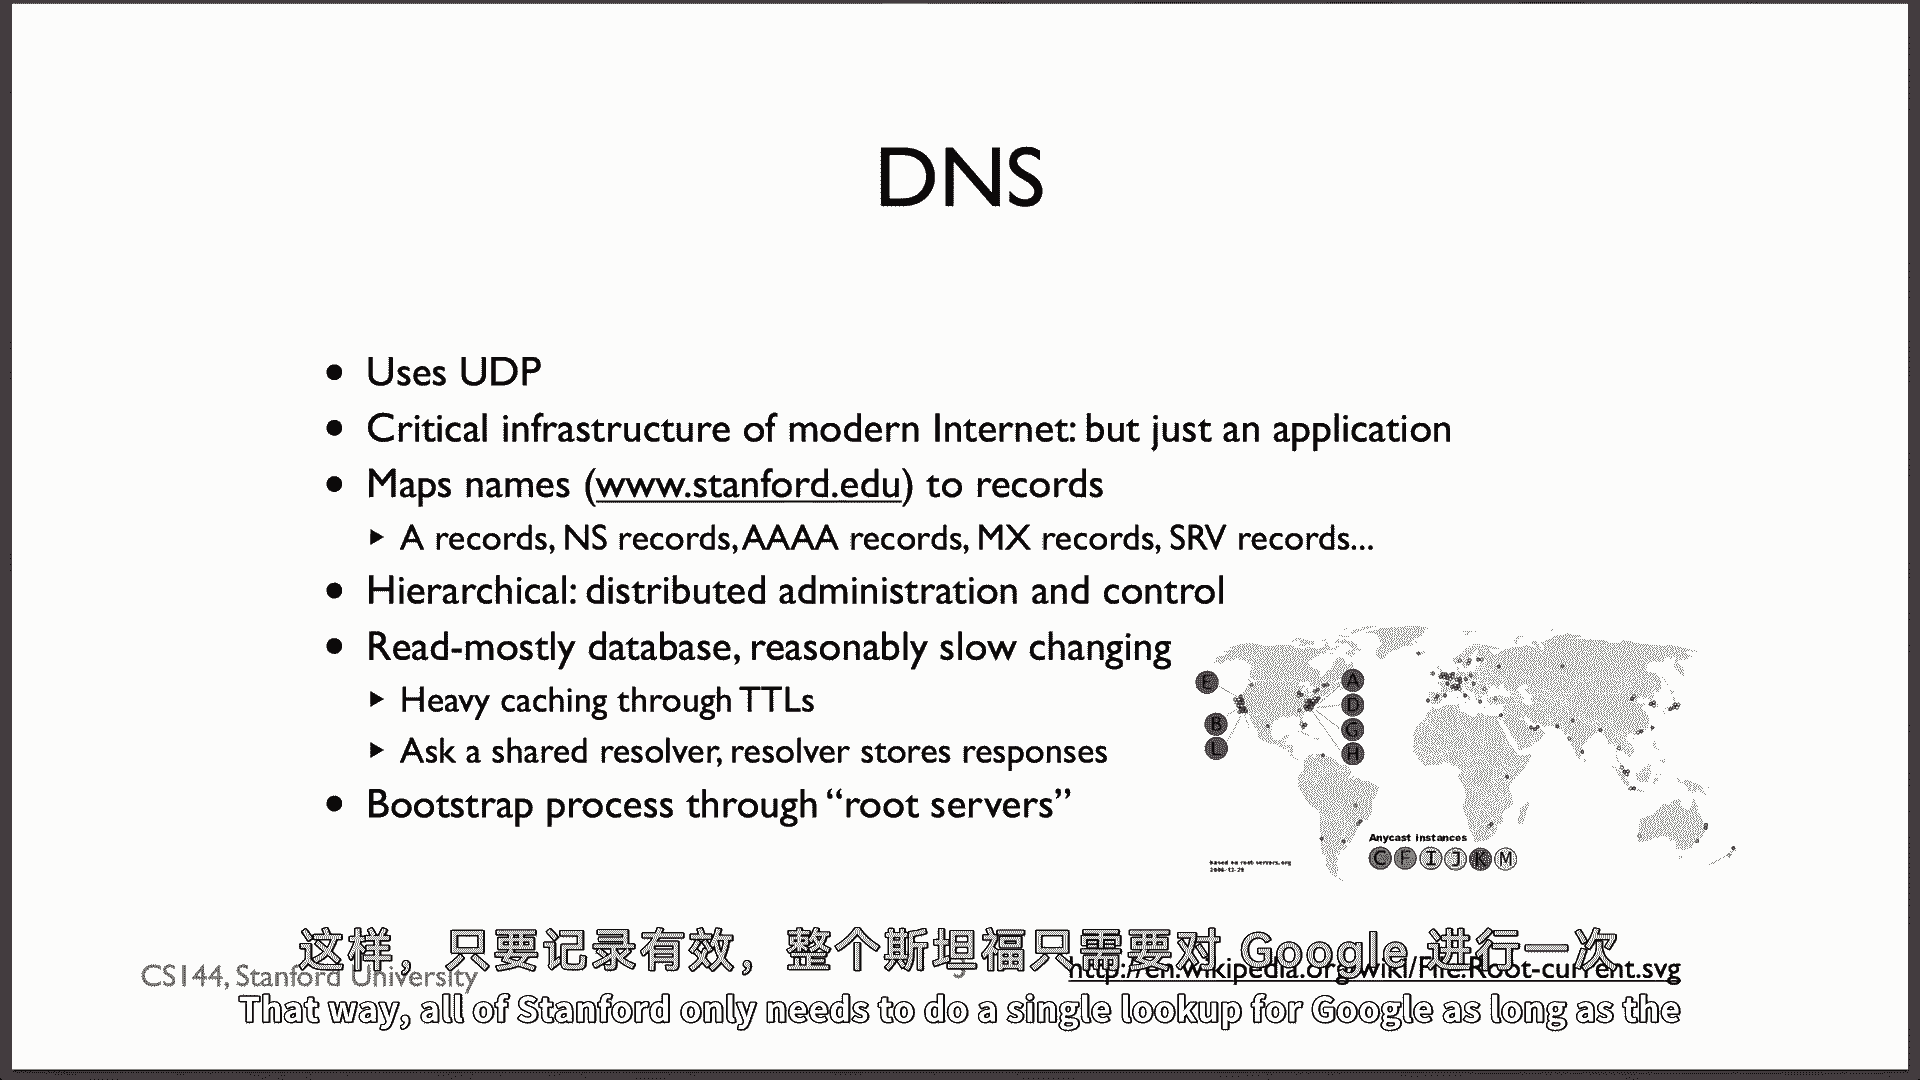 DNS
• Uses UDP
• Critical infrastructure of modern Internet: but just an application
• Maps names (www.stanford.edu) to records
▸ A records, NS records, AAAA records, MX records, SRV records...
• Hierarchical: distributed administration and control
• Read-mostly database, reasonably slow changing
▸ Heavy caching through TTLs
▸ Ask a shared resolver, resolver stores responses
• Bootstrap process through “root servers”
E
B
L
A
D
G
H
Anycast instances
C F I J K M
based on root-servers.org
2006-12-28
这样，只要记录有效，整个斯坦福只需要对 Google 进行一次
CS144, Stanford University
http://en.wikipedia.org/wiki/File:Root-current.svg
That way, all of Stanford only needs to do a single lookup for Google as long as the